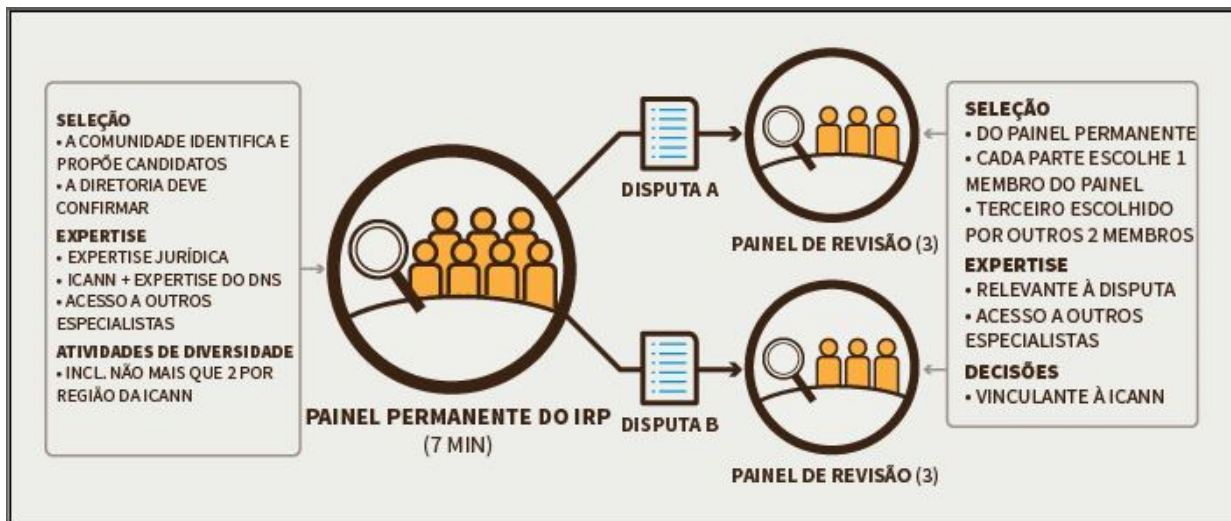 SELEÇÃO
• A COMUNIDADE IDENTIFICA E
PROPÕE CANDIDATOS
• A DIRETORIA DEVE
CONFIRMAR
EXPERTISE
• EXPERTISE JURÍDICA
• ICANN + EXPERTISE DO DNS
• ACESSO A OUTROS
ESPECIALISTAS
ATIVIDADES DE DIVERSIDADE
• INCL. NÃO MAIS QUE 2 POR
REGIÃO DA ICANN
PAINEL PERMANENTE DO IRP
(7 MIN)
DISPUTA A
PAINEL DE REVISÃO (3)
DISPUTA B
PAINEL DE REVISÃO (3)
SELEÇÃO
• DO PAINEL PERMANENTE
• CADA PARTE ESCOLHE 1
MEMBRO DO PAINEL
• TERCEIRO ESCOLHIDO
POR OUTROS 2 MEMBROS
EXPERTISE
• RELEVANTE À DISPUTA
• ACESSO A OUTROS
ESPECIALISTAS
DECISÕES
• VINCULANTE À ICANN